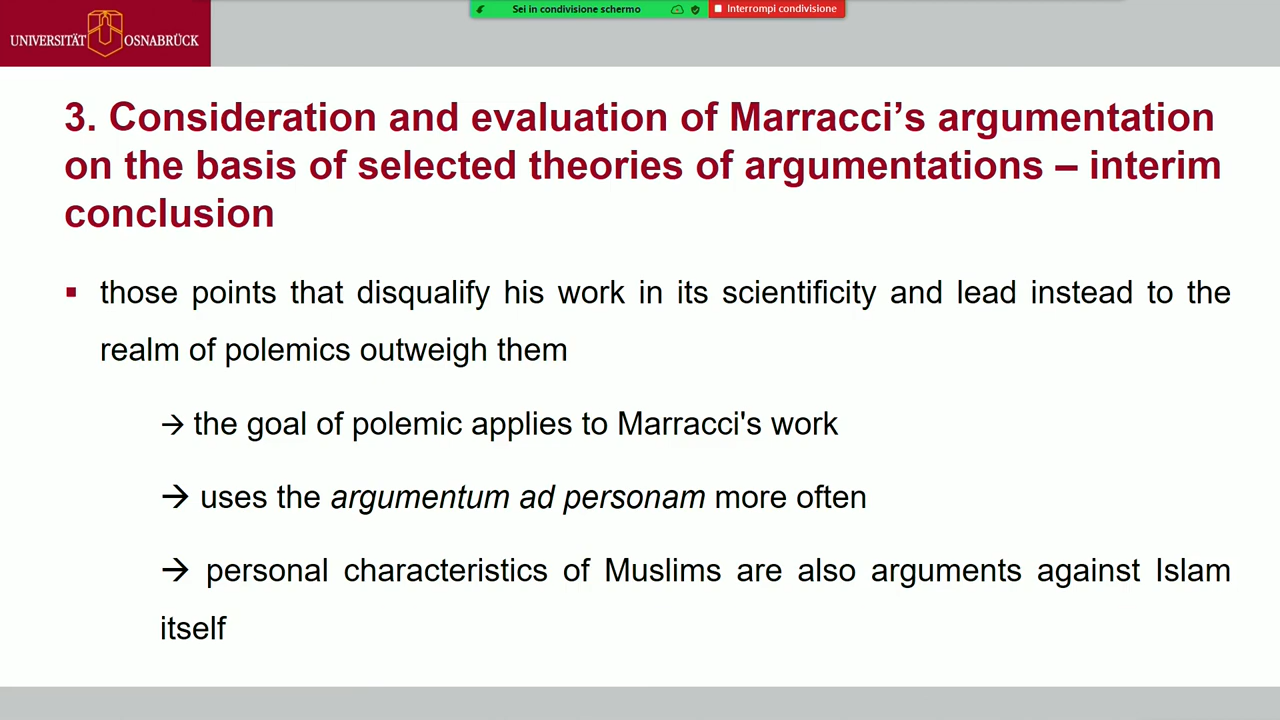 Sei in condivisione schermo
Interrompi condivisione
UNIVERSITÄT OSNABRÜCK
3. Consideration and evaluation of Marracci’s argumentation
on the basis of selected theories of argumentations – interim
conclusion
▪ those points that disqualify his work in its scientificity and lead instead to the
realm of polemics outweigh them
→ the goal of polemic applies to Marracci's work
→ uses the argumentum ad personam more often
→ personal characteristics of Muslims are also arguments against Islam
itself